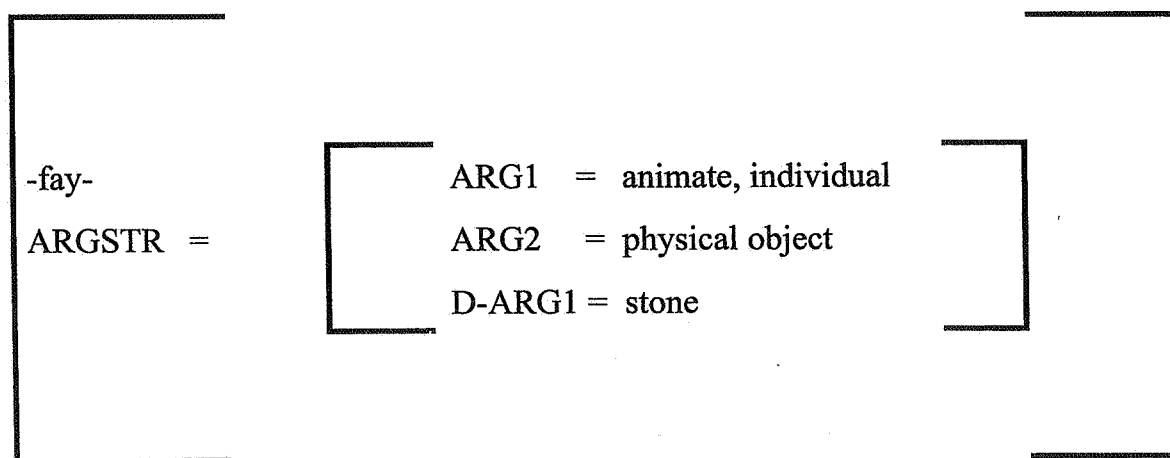 -fay-
ARG1 = animate, individual
ARGSTR =
ARG2 = physical object
D-ARG1 = stone